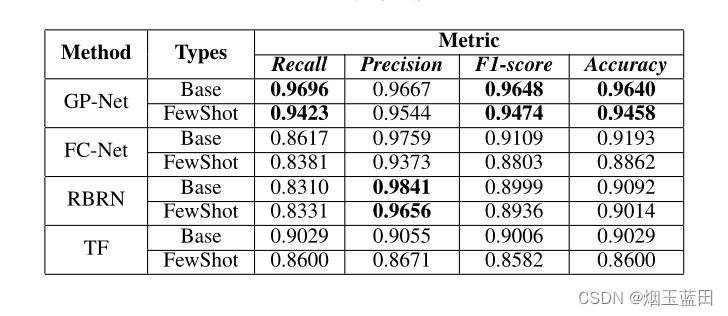 Method Types Metric
Recall Precision F1-score Accuracy
GP-Net Base 0.9696 0.9667 0.9648 0.9640
FewShot 0.9423 0.9544 0.9474 0.9458
FC-Net Base 0.8617 0.9759 0.9109 0.9193
FewShot 0.8381 0.9373 0.8803 0.8862
RBRN Base 0.8310 0.9841 0.8999 0.9092
FewShot 0.8331 0.9656 0.8936 0.9014
TF Base 0.9029 0.9055 0.9006 0.9029
FewShot 0.8600 0.8671 0.8582 0.8600
CSDN @烟玉蓝田